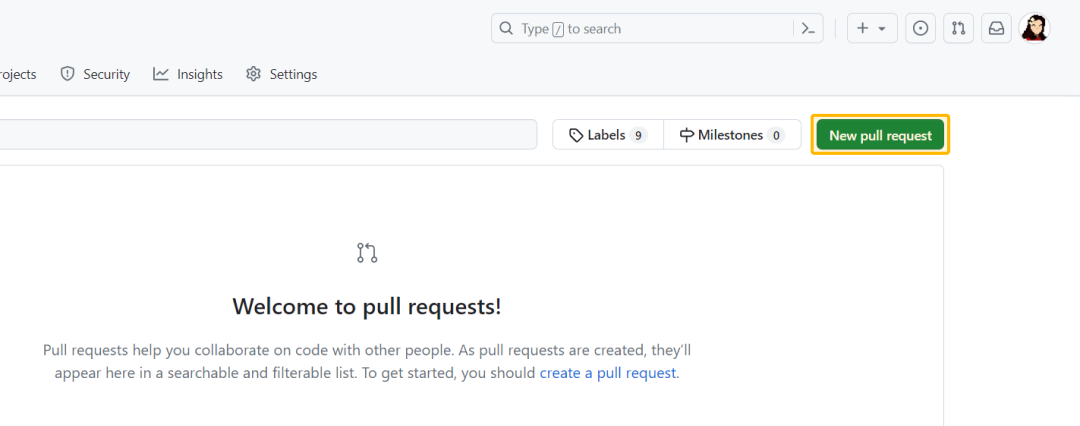 Type / to search
rojects Security Insights Settings
Labels 9 Milestones 0 New pull request
Welcome to pull requests!
Pull requests help you collaborate on code with other people. As pull requests are created, they'll
appear here in a searchable and filterable list. To get started, you should create a pull request.